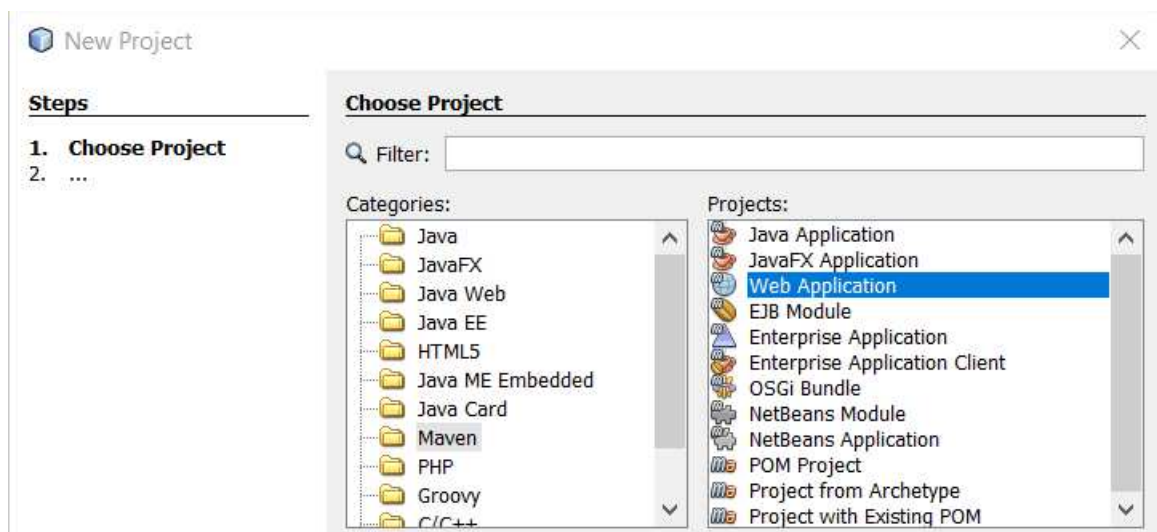 New Project
Steps
1. Choose Project
2. ...
Choose Project
Filter:
Categories:
Java
JavaFX
Java Web
Java EE
HTML5
Java ME Embedded
Java Card
Maven
PHP
Groovy
C/C++
Projects:
Java Application
JavaFX Application
Web Application
EJB Module
Enterprise Application
Enterprise Application Client
OSGi Bundle
NetBeans Module
NetBeans Application
POM Project
Project from Archetype
Project with Existing POM